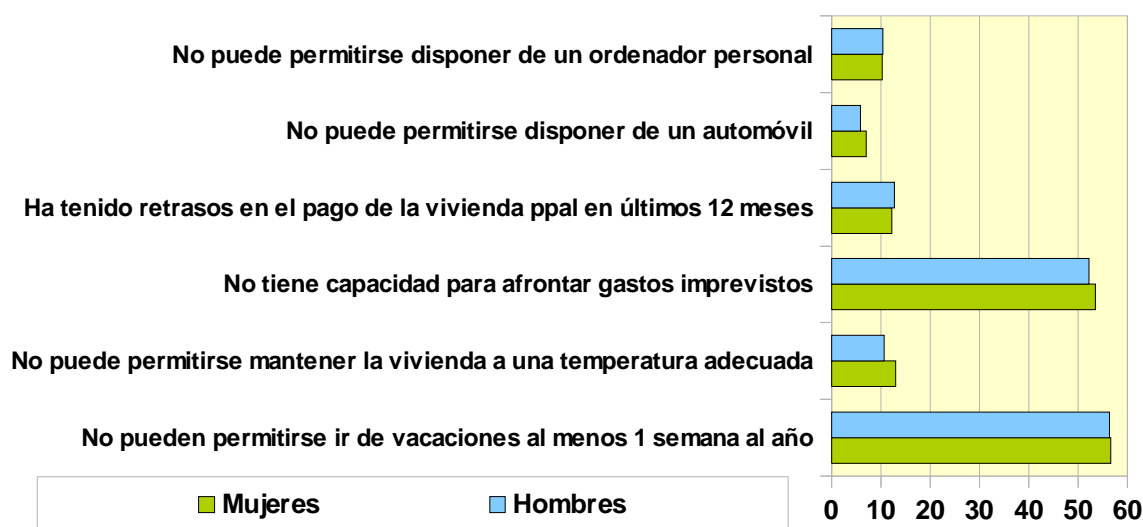 No puede permitirse disponer de un ordenador personal
No puede permitirse disponer de un automóvil
Ha tenido retrasos en el pago de la vivienda ppal en últimos 12 meses
No tiene capacidad para afrontar gastos imprevistos
No puede permitirse mantener la vivienda a una temperatura adecuada
No pueden permitirse ir de vacaciones al menos 1 semana al año
Mujeres Hombres
0 10 20 30 40 50 60